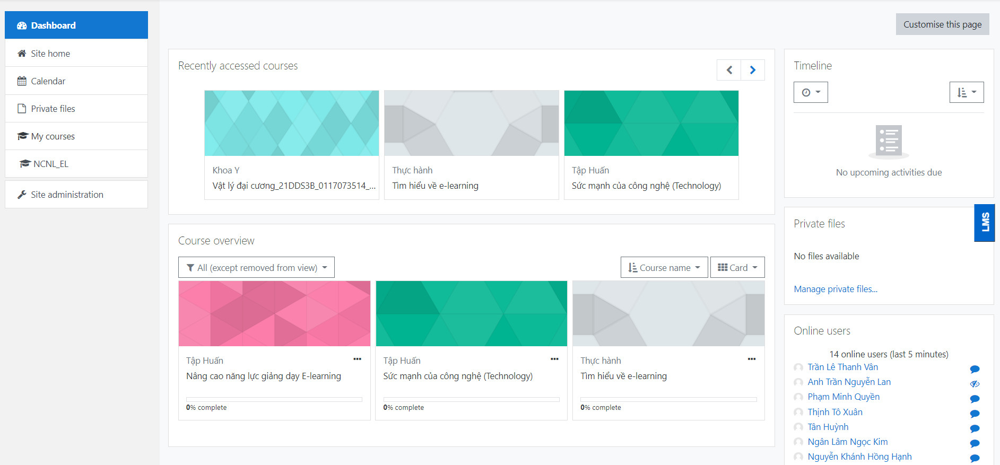 Dashboard
Site home
Calendar
Private files
My courses
NCNL_EL
Site administration
Customise this page
Recently accessed courses
Khoa Y
Vật lý đại cương_21DDS3B_0117073514_...
Thực hành
Tìm hiểu về e-learning
Tập Huấn
Sức mạnh của công nghệ (Technology)
Course overview
All (except removed from view)
Course name
Card
Tập Huấn
Nâng cao năng lực giảng dạy E-learning
0% complete
Tập Huấn
Sức mạnh của công nghệ (Technology)
0% complete
Thực hành
Tìm hiểu về e-learning
0% complete
Timeline
No upcoming activities due
LMS
Private files
No files available
Manage private files...
Online users
14 online users (last 5 minutes)
Trần Lê Thanh Vân
Anh Trần Nguyễn Lan
Phạm Minh Quyền
Thịnh Tô Xuân
Tân Huỳnh
Ngân Lâm Ngọc Kim
Nguyễn Khánh Hồng Hạnh